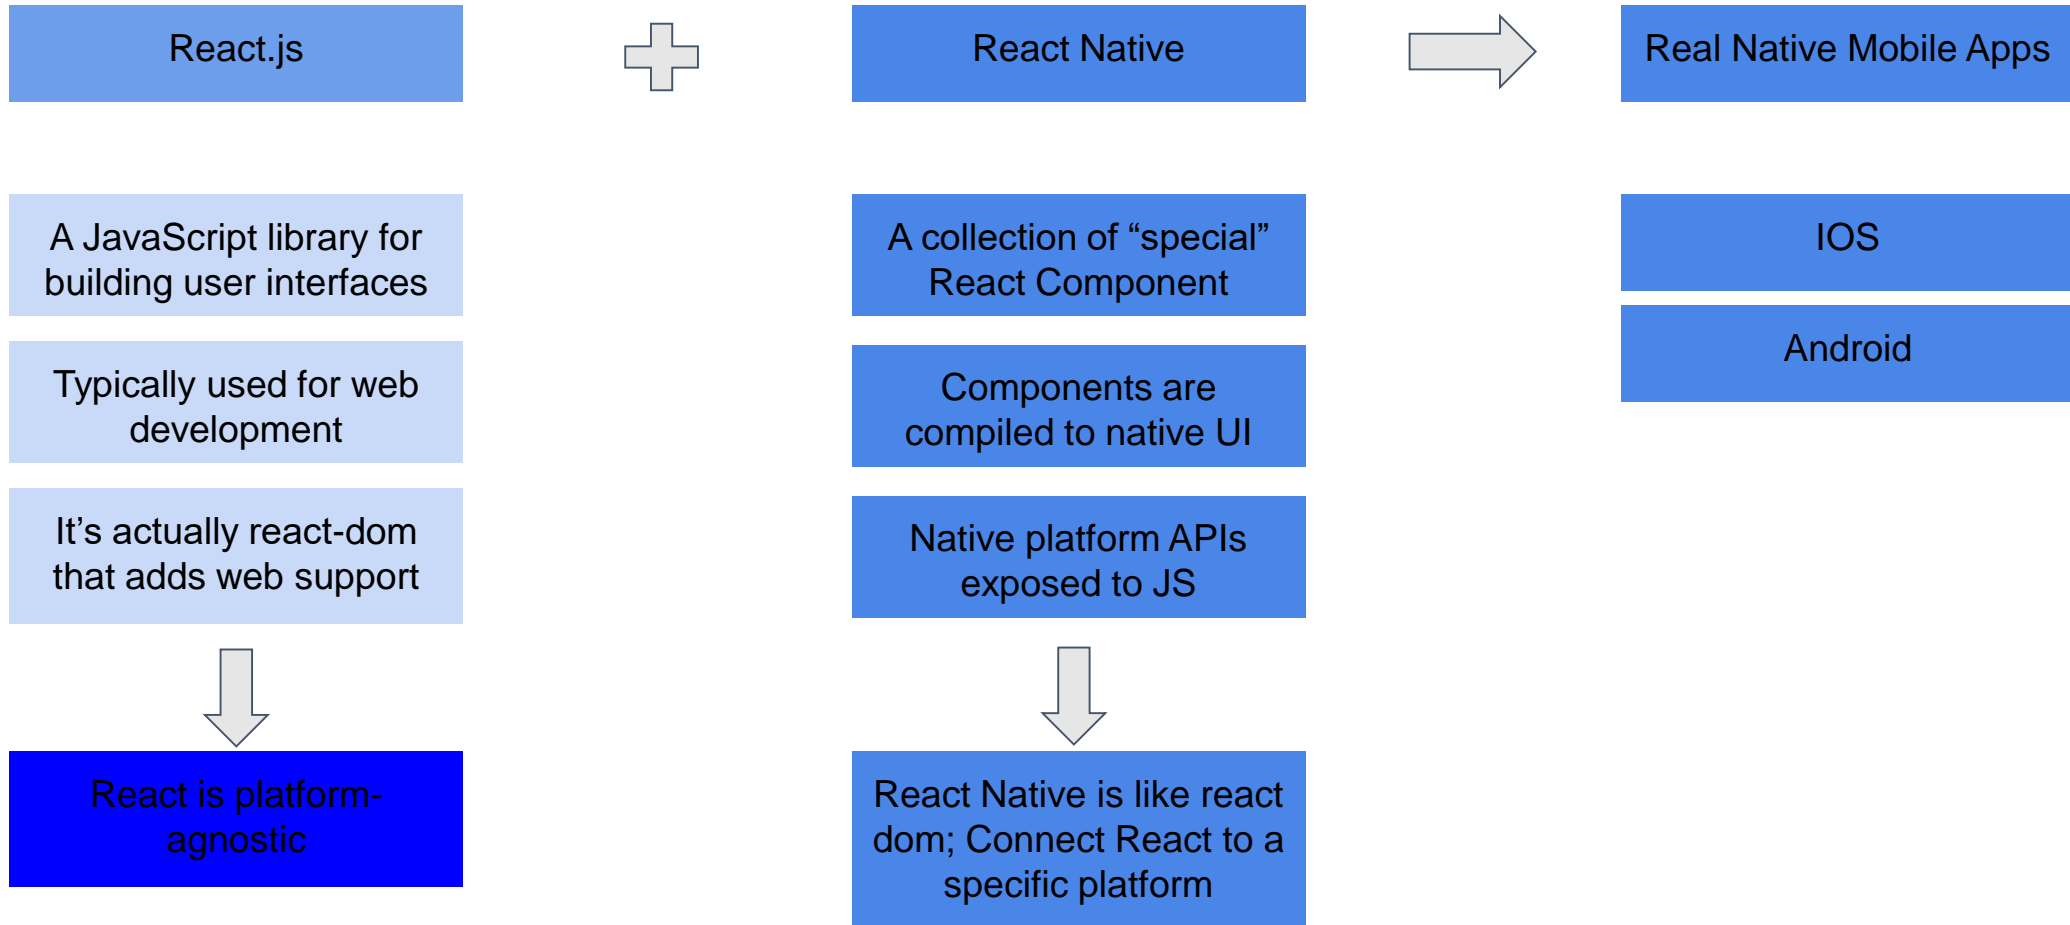 React.js
React Native
Real Native Mobile Apps
A JavaScript library for
building user interfaces
Typically used for web
development
It’s actually react-dom
that adds web support
React is platform-
agnostic
A collection of “special”
React Component
Components are
compiled to native UI
Native platform APIs
exposed to JS
React Native is like react
dom; Connect React to a
specific platform
IOS
Android